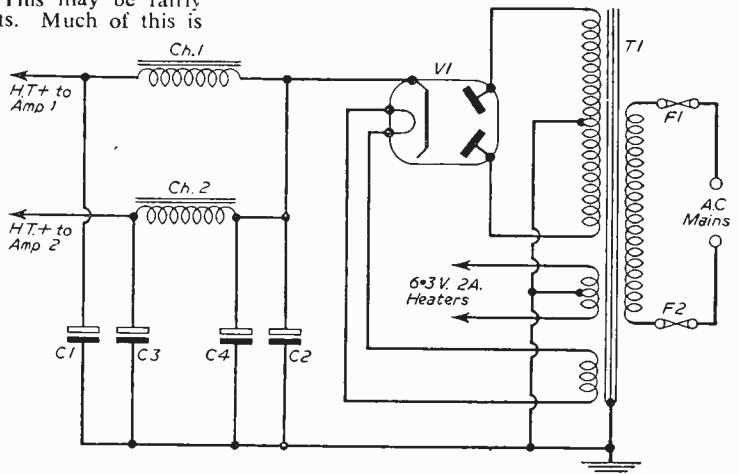 This may be fairly
ts. Much of this is
Ch.1
V1
T1
H.T.+ to
Amp 1
F1
Ch. 2
A.C
Mains
H.T.+ to
Amp 2
6•3 V. 2A.
Heaters
F2
C1
C3
C4
C2